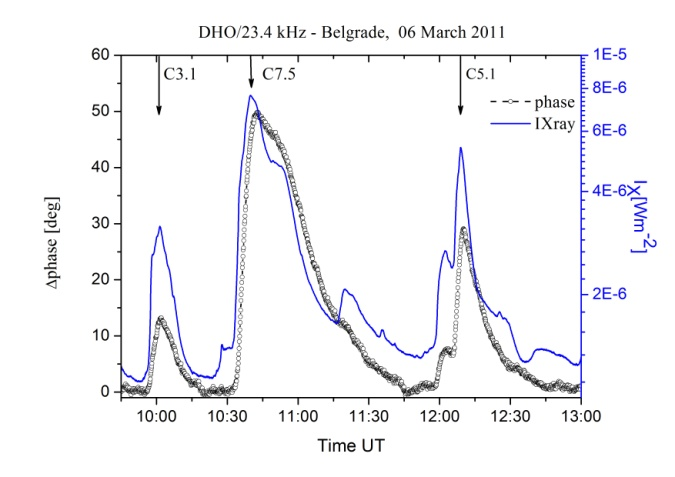 DHO/23.4 kHz - Belgrade, 06 March 2011
60
50
40
30
20
10
0
Δphase [deg]
C3.1
C7.5
C5.1
phase
IXray
1E-5
8E-6
6E-6
4E-6
2E-6
Ix[Wm-2]
10:00 10:30 11:00 11:30 12:00 12:30 13:00
Time UT